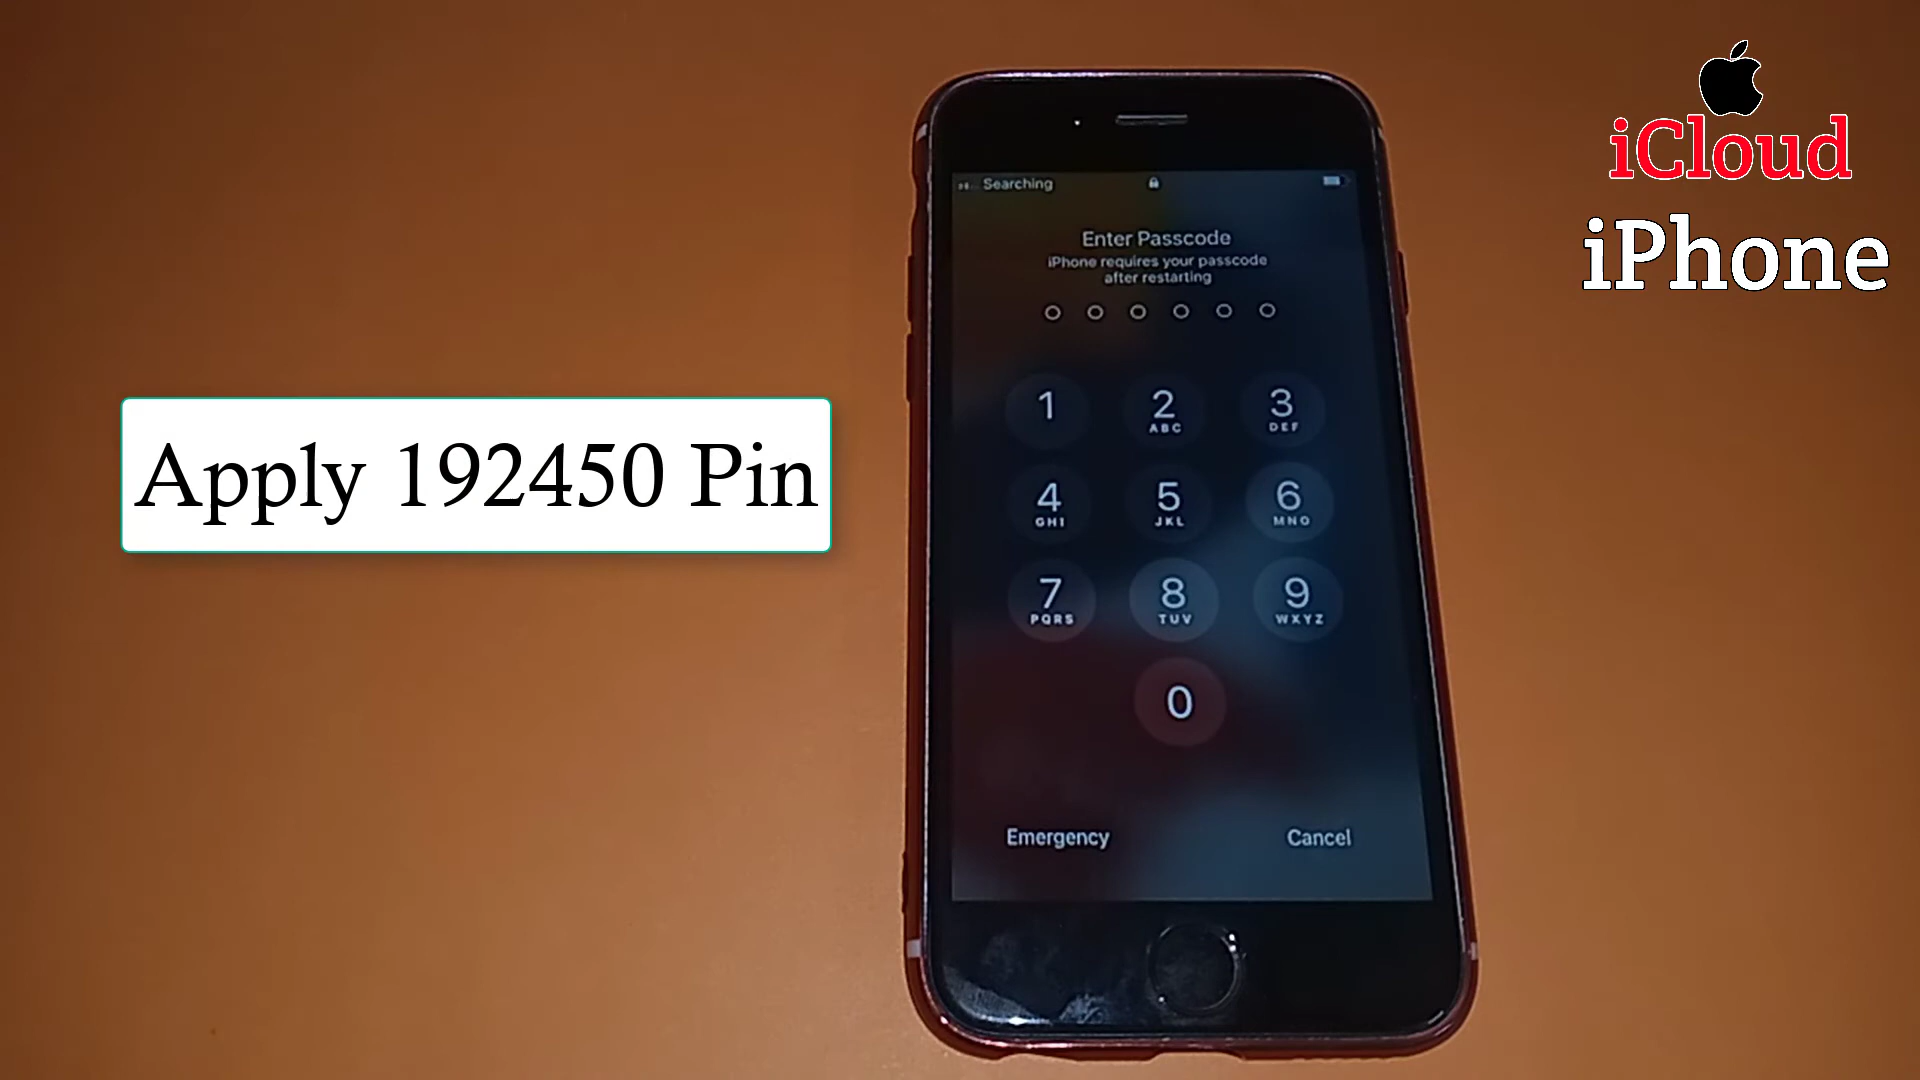 iCloud
iPhone
Searching
Enter Passcode
iPhone requires your passcode
after restarting
Apply 192450 Pin
1
2
ABC
3
DEF
4
GHI
5
JKL
6
MNO
7
PQRS
8
TUV
9
WXYZ
0
Emergency
Cancel